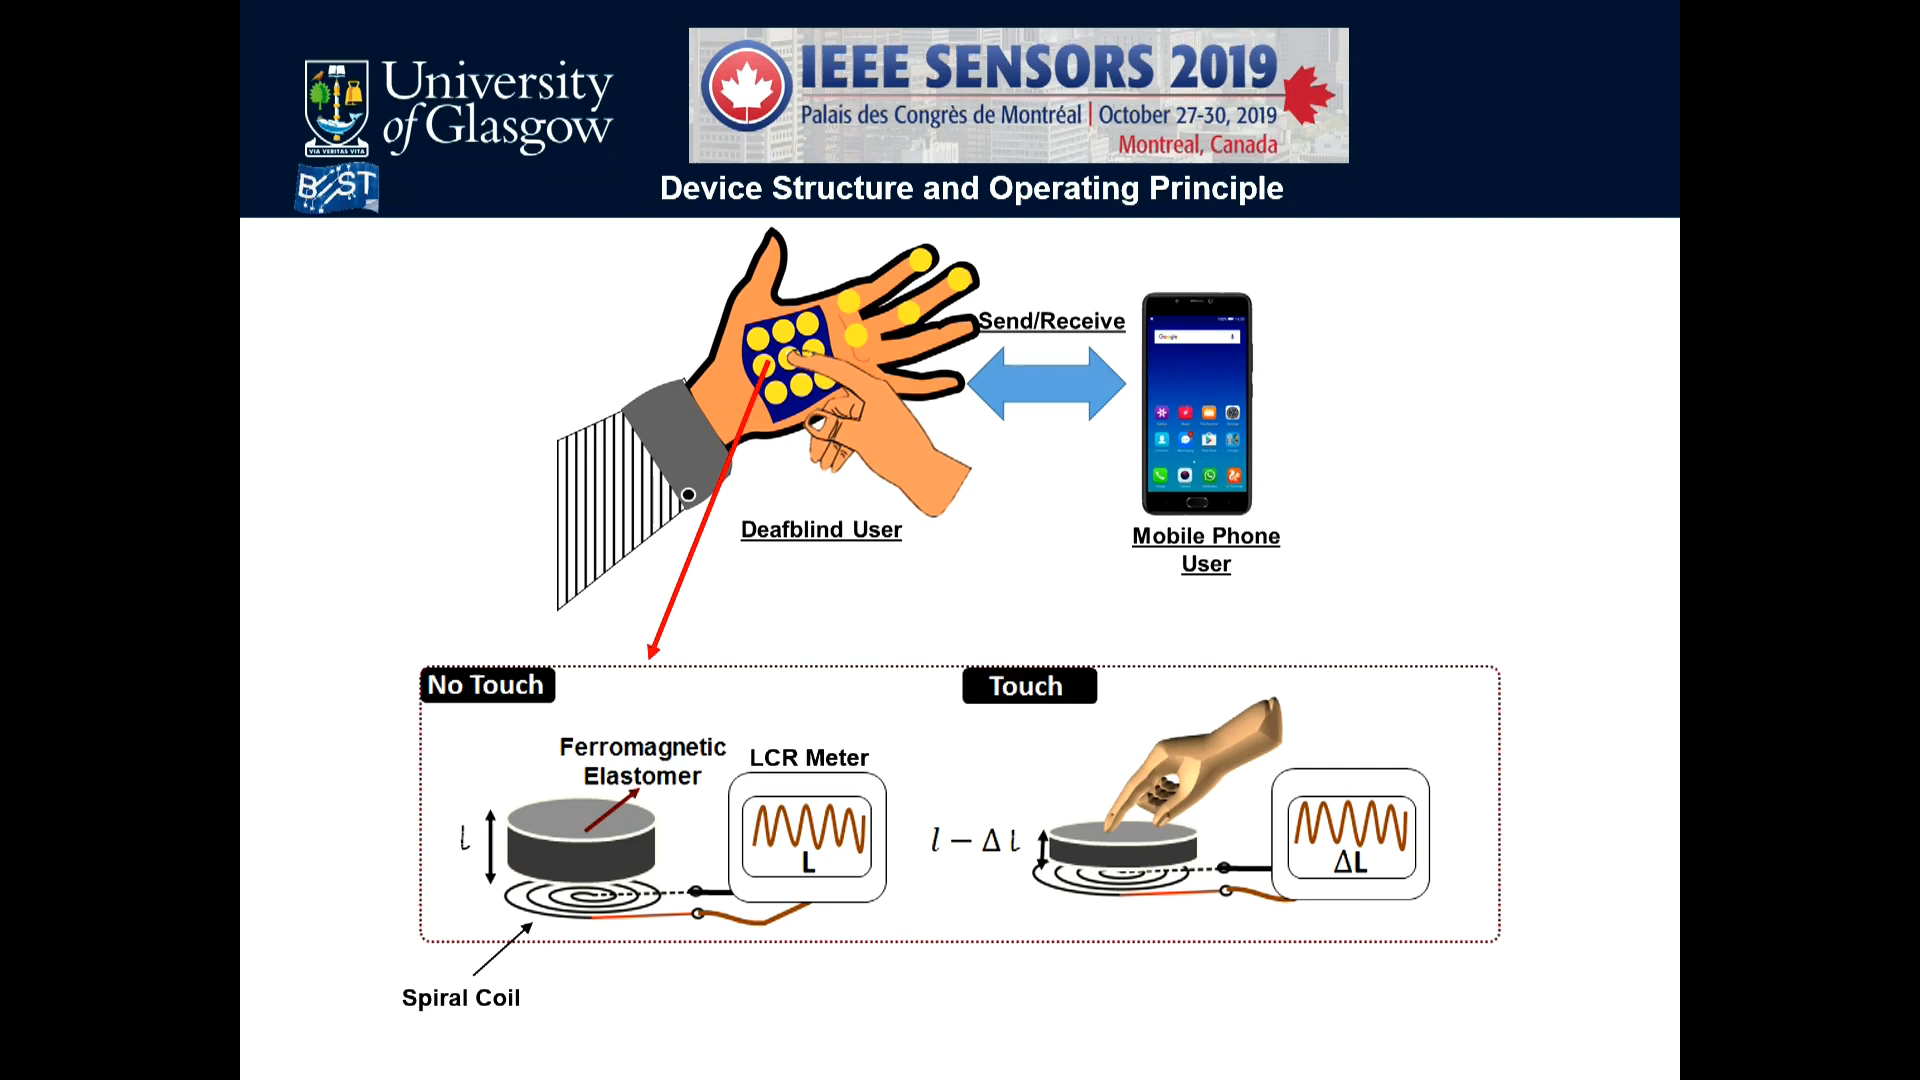 University
of Glasgow
VIA VERITAS VITA
BEST
IEEE SENSORS 2019
Palais des Congrès de Montréal | October 27-30, 2019
Montreal, Canada
Device Structure and Operating Principle
Send/Receive
Google
Deafblind User
Mobile Phone
User
No Touch
Touch
Ferromagnetic
Elastomer
LCR Meter
l
L
l − Δ l
ΔL
Spiral Coil